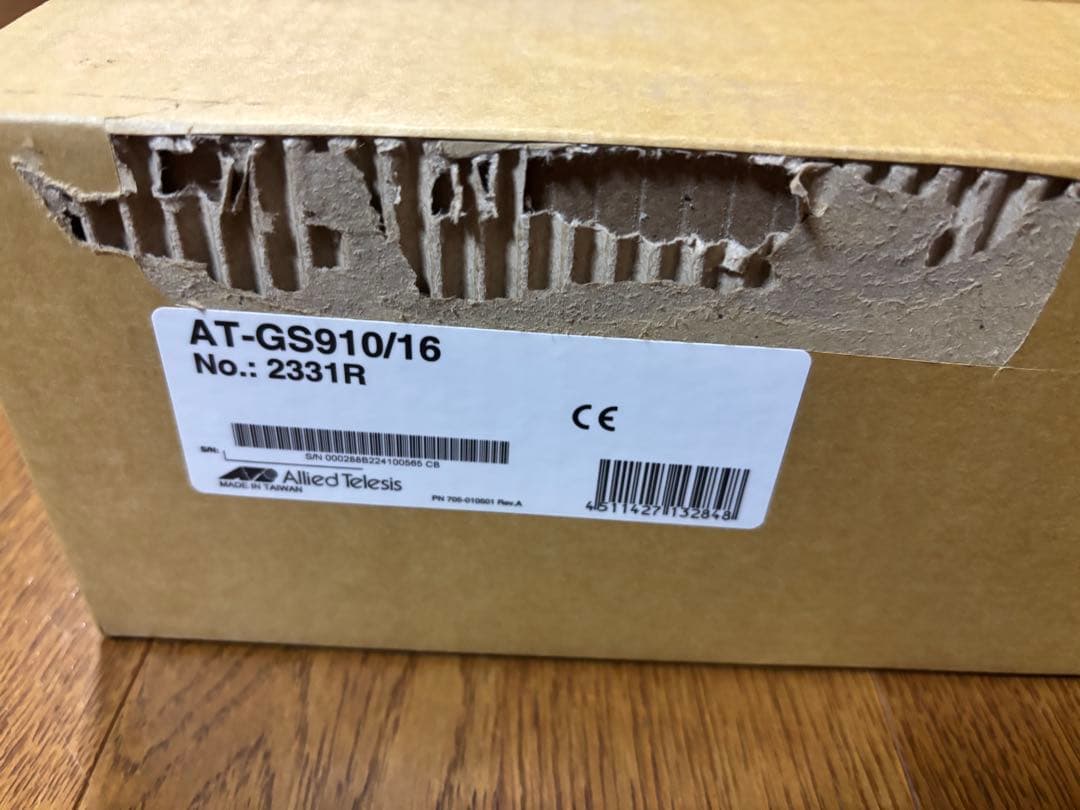 AT-GS910/16
No.: 2331R
CE
S/N:
S/N 000288B224100565 CB
Allied Telesis
MADE IN TAIWAN
PN 705-010601 Rev.A
4511427132848